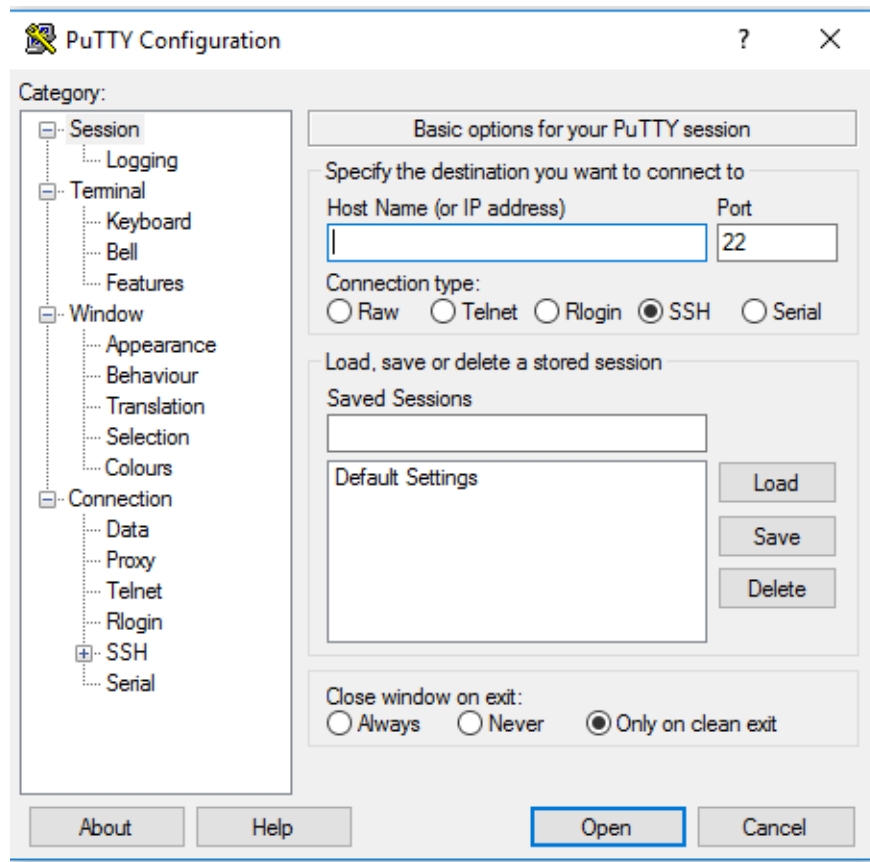 PuTTY Configuration
?
Category:
Session
Logging
Terminal
Keyboard
Bell
Features
Window
Appearance
Behaviour
Translation
Selection
Colours
Connection
Data
Proxy
Telnet
Rlogin
SSH
Serial
Basic options for your PuTTY session
Specify the destination you want to connect to
Host Name (or IP address) Port
22
Connection type:
Raw Telnet Rlogin SSH Serial
Load, save or delete a stored session
Saved Sessions
Default Settings
Load
Save
Delete
Close window on exit:
Always Never Only on clean exit
About Help Open Cancel